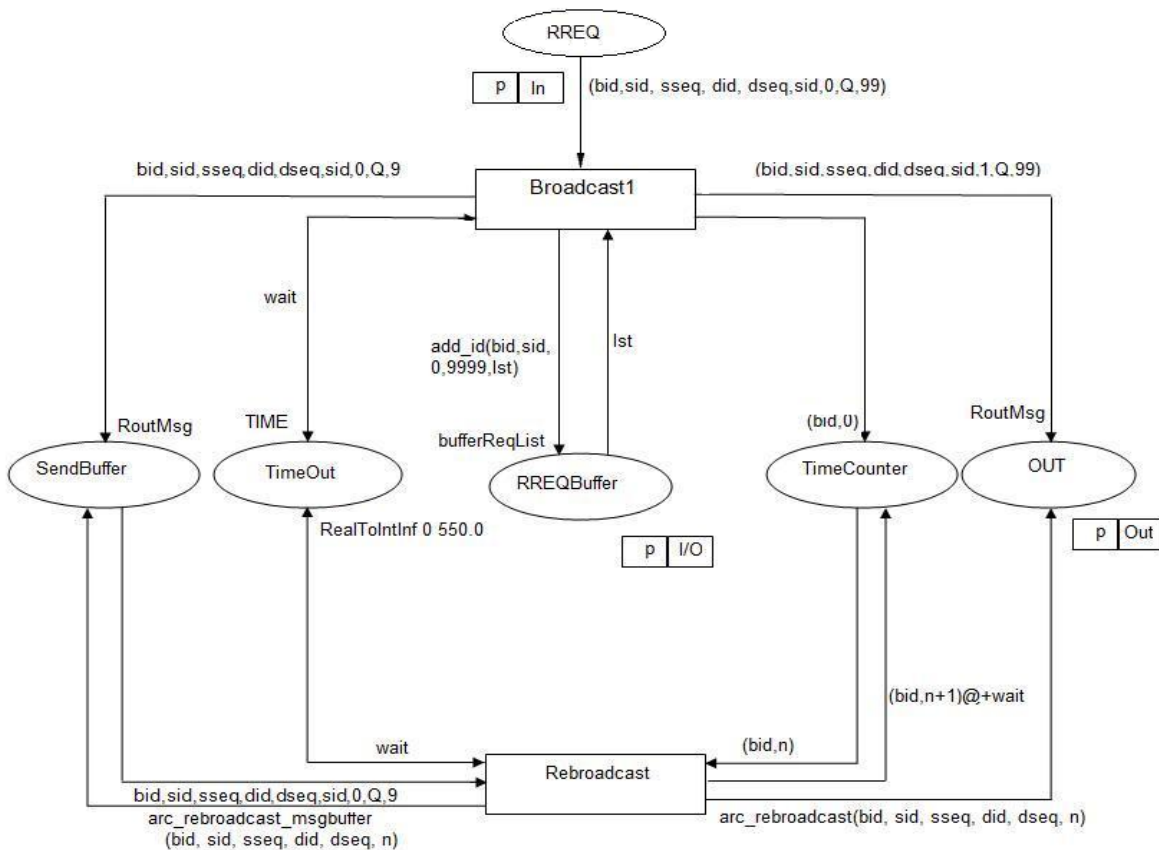 RREQ
p In
(bid,sid, sseq, did, dseq,sid,0,Q,99)
bid,sid,sseq,did,dseq,sid,0,Q,9
(bid,sid,sseq,did,dseq,sid,1,Q,99)
Broadcast1
wait
add_id(bid,sid,
0,9999,lst)
lst
RoutMsg
TIME
bufferReqList
(bid,0)
RoutMsg
SendBuffer
TimeOut
RREQBuffer
TimeCounter
OUT
RealToIntInf 0 550.0
p I/O
p Out
(bid,n+1)@+wait
wait
(bid,n)
Rebroadcast
bid,sid,sseq,did,dseq,sid,0,Q,9
arc_rebroadcast_msgbuffer
(bid, sid, sseq, did, dseq, n)
arc_rebroadcast(bid, sid, sseq, did, dseq, n)